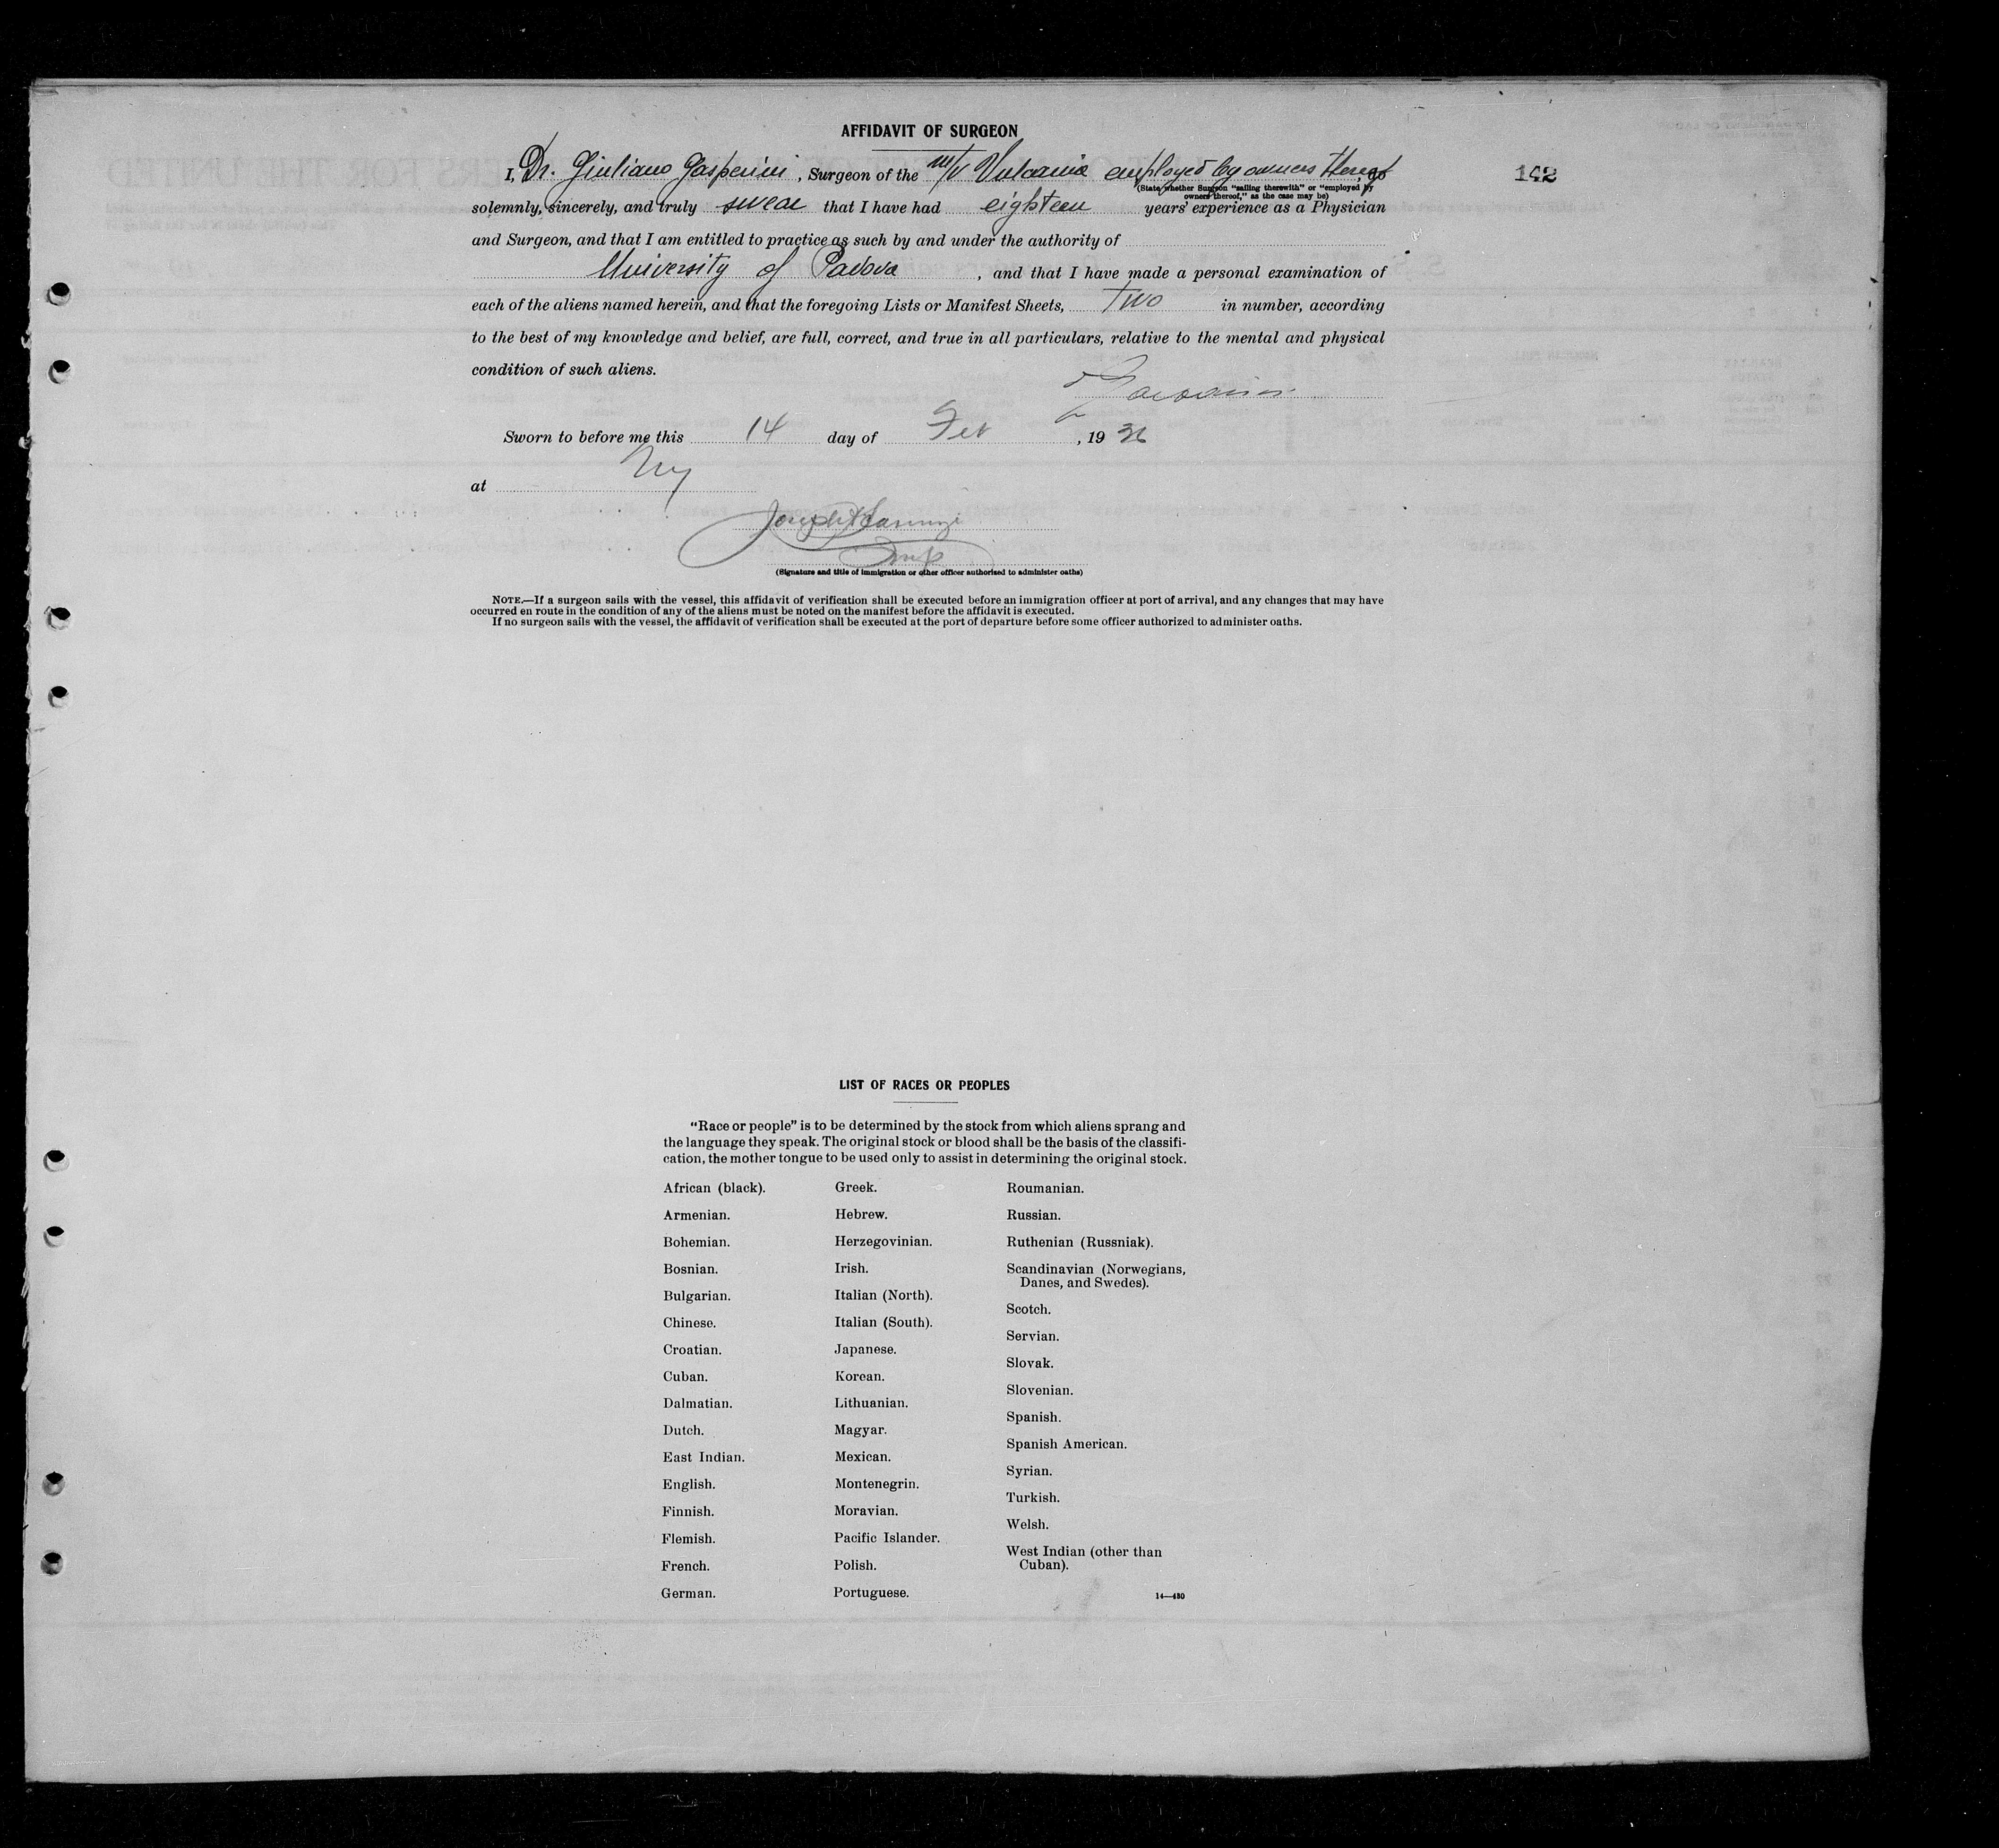 AFFIDAVIT OF SURGEON
I, Dr. Giuliano Gasperini, Surgeon of the M/V Vulcania employed by owners thereof
142
(State whether Surgeon "sailing therewith" or "employed by
owners thereof," as the case may be)
solemnly, sincerely, and truly swear that I have had eighteen years' experience as a Physician
and Surgeon, and that I am entitled to practice as such by and under the authority of
University of Padova, and that I have made a personal examination of
each of the aliens named herein, and that the foregoing Lists or Manifest Sheets, Two in number, according
to the best of my knowledge and belief, are full, correct, and true in all particulars, relative to the mental and physical
condition of such aliens.
Sworn to before me this 14 day of Feb, 1936
at NY
(Signature and title of immigration or other officer authorized to administer oaths)
NOTE.—If a surgeon sails with the vessel, this affidavit of verification shall be executed before an immigration officer at port of arrival, and any changes that may have
occurred en route in the condition of any of the aliens must be noted on the manifest before the affidavit is executed.
If no surgeon sails with the vessel, the affidavit of verification shall be executed at the port of departure before some officer authorized to administer oaths.
LIST OF RACES OR PEOPLES
"Race or people" is to be determined by the stock from which aliens sprang and
the language they speak. The original stock or blood shall be the basis of the classifi-
cation, the mother tongue to be used only to assist in determining the original stock.
African (black).
Armenian.
Bohemian.
Bosnian.
Bulgarian.
Chinese.
Croatian.
Cuban.
Dalmatian.
Dutch.
East Indian.
English.
Finnish.
Flemish.
French.
German.
Greek.
Hebrew.
Herzegovinian.
Irish.
Italian (North).
Italian (South).
Japanese.
Korean.
Lithuanian.
Magyar.
Mexican.
Montenegrin.
Moravian.
Pacific Islander.
Polish.
Portuguese.
Roumanian.
Russian.
Ruthenian (Russniak).
Scandinavian (Norwegians,
Danes, and Swedes).
Scotch.
Servian.
Slovak.
Slovenian.
Spanish.
Spanish American.
Syrian.
Turkish.
Welsh.
West Indian (other than
Cuban).
14—480